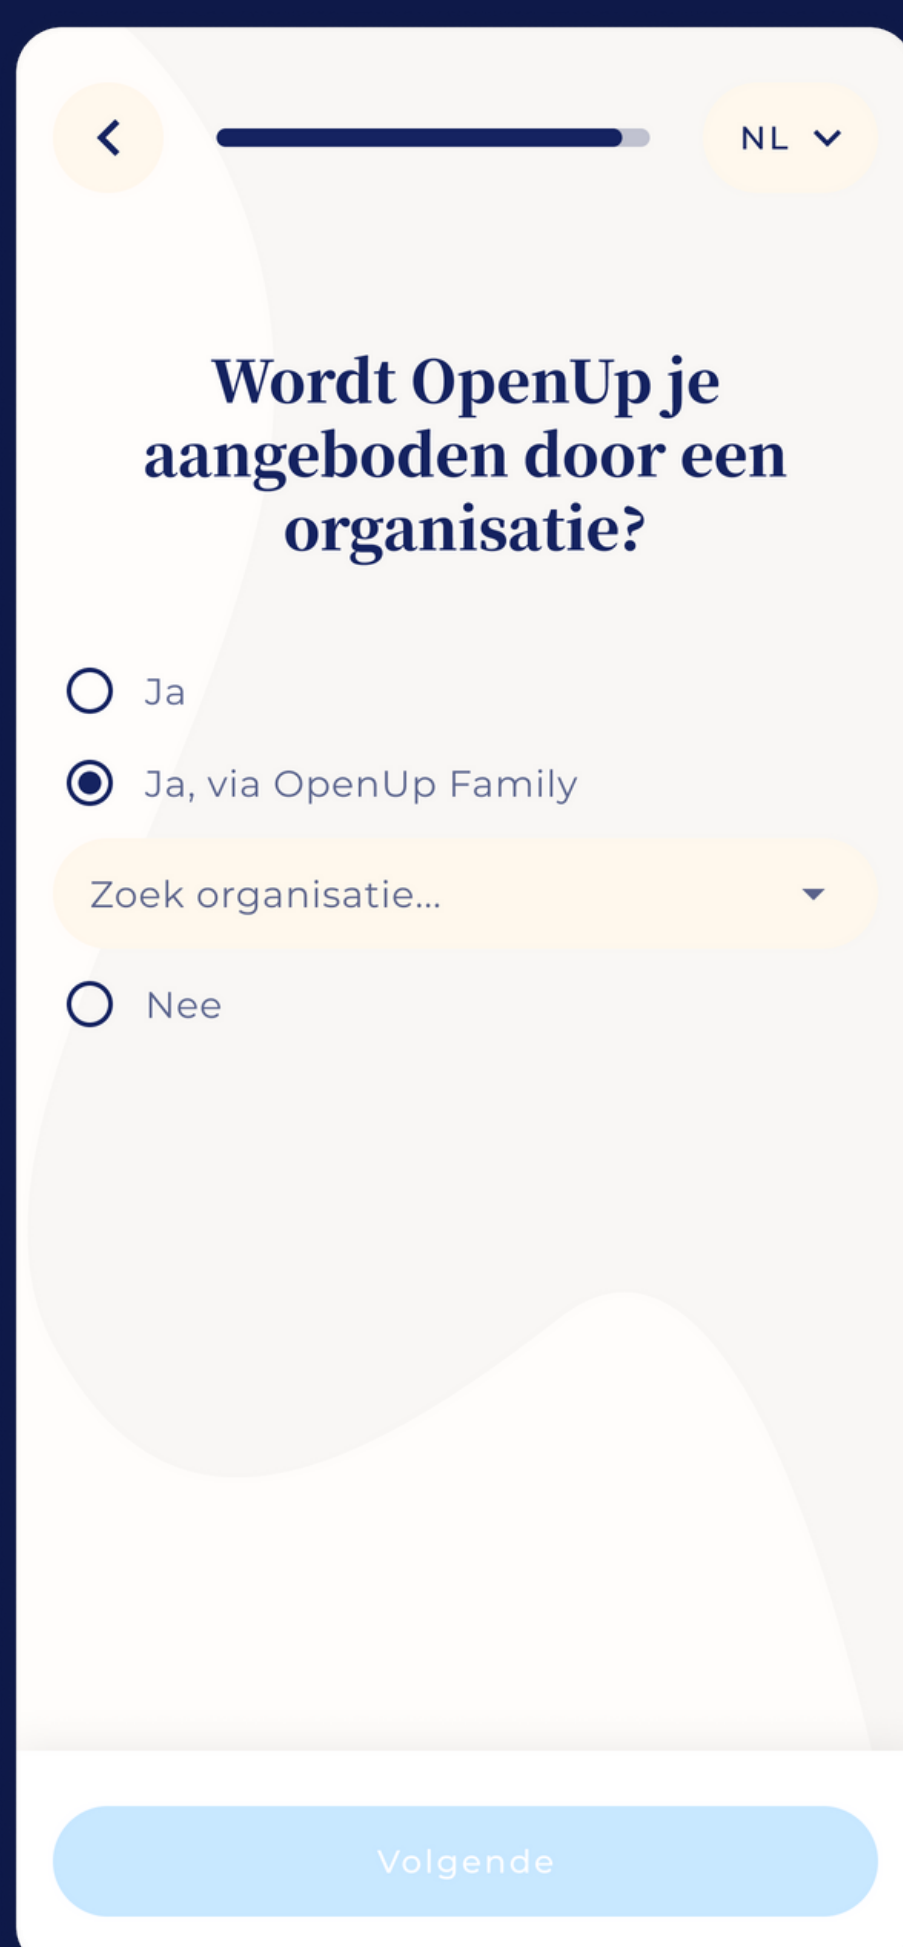 NL
Wordt OpenUp je
aangeboden door een
organisatie?
Ja
Ja, via OpenUp Family
Zoek organisatie...
Nee
Volgende